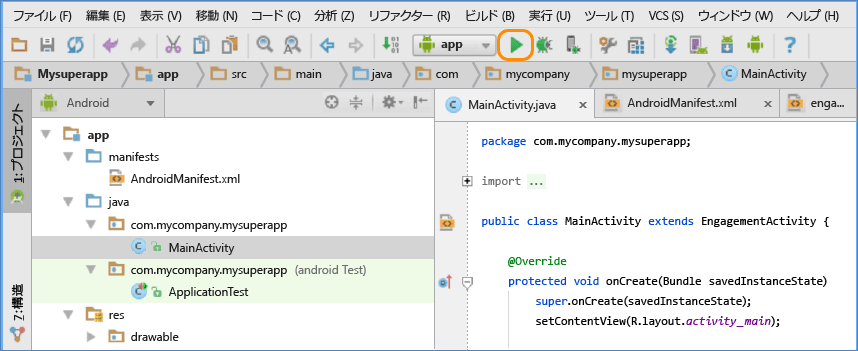 ファイル (F) 編集 (E) 表示 (V) 移動 (N) コード (C) 分析 (Z) リファクター (R) ビルド (B) 実行 (U) ツール (T) VCS (S) ウィンドウ (W) ヘルプ (H)
app
Mysuperapp app src main java com mycompany mysuperapp MainActivity
1: プロジェクト
Android
MainActivity.java × AndroidManifest.xml × enga...
app
manifests
AndroidManifest.xml
java
com.mycompany.mysuperapp
MainActivity
com.mycompany.mysuperapp (android Test)
ApplicationTest
res
drawable
7: 構造
package com.mycompany.mysuperapp;
import ...
public class MainActivity extends EngagementActivity {
@Override
protected void onCreate(Bundle savedInstanceState)
super.onCreate(savedInstanceState);
setContentView(R.layout.activity_main);